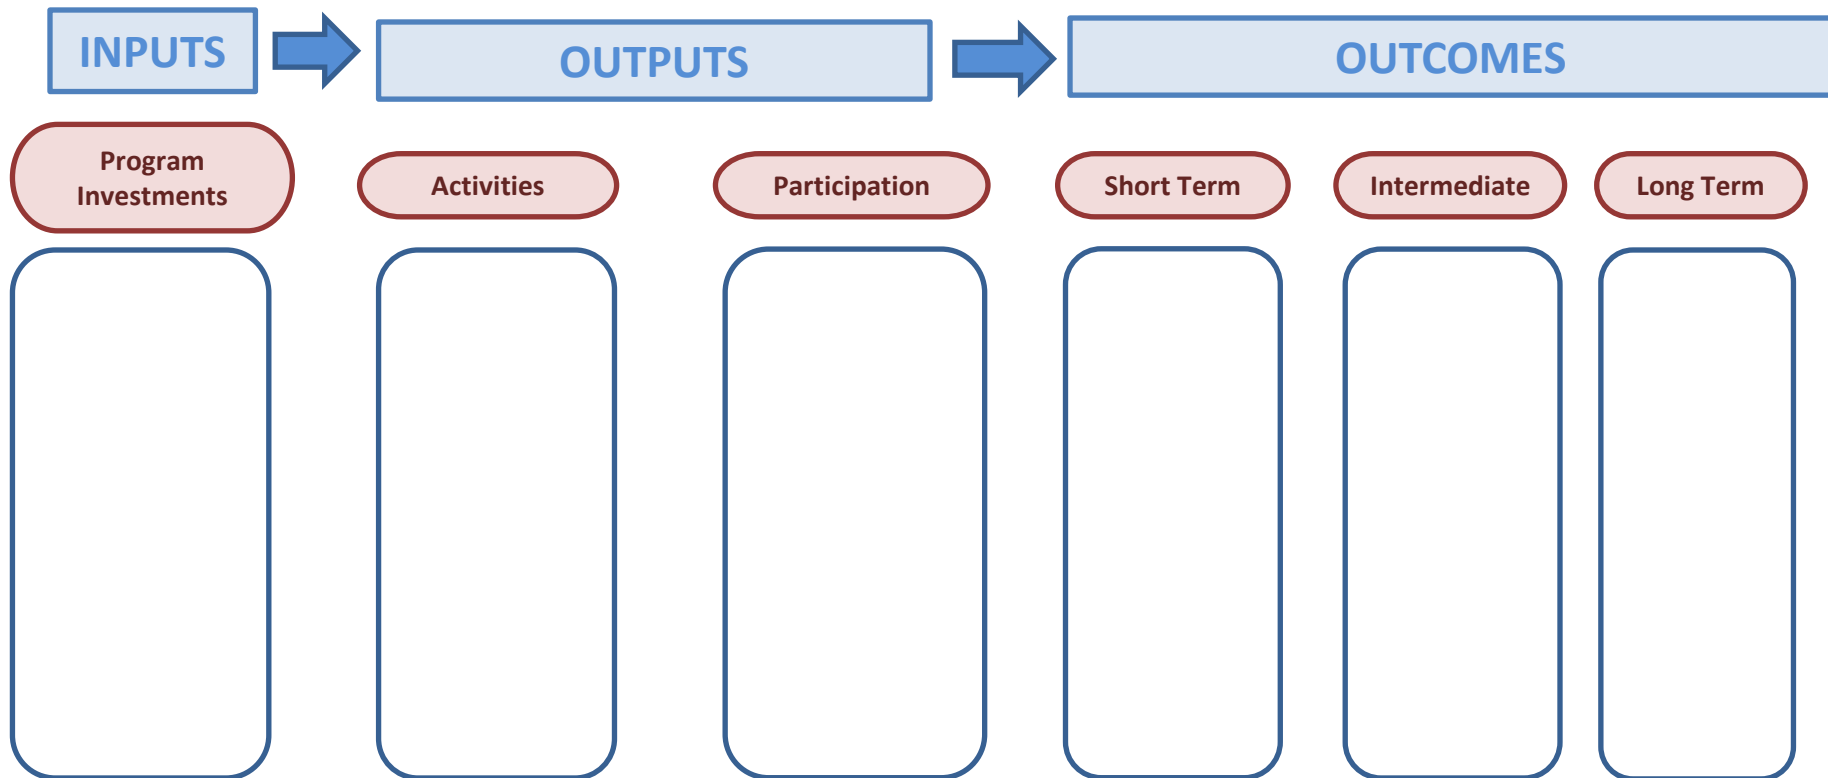 INPUTS
OUTPUTS
OUTCOMES
Program
Investments
Activities
Participation
Short Term
Intermediate
Long Term